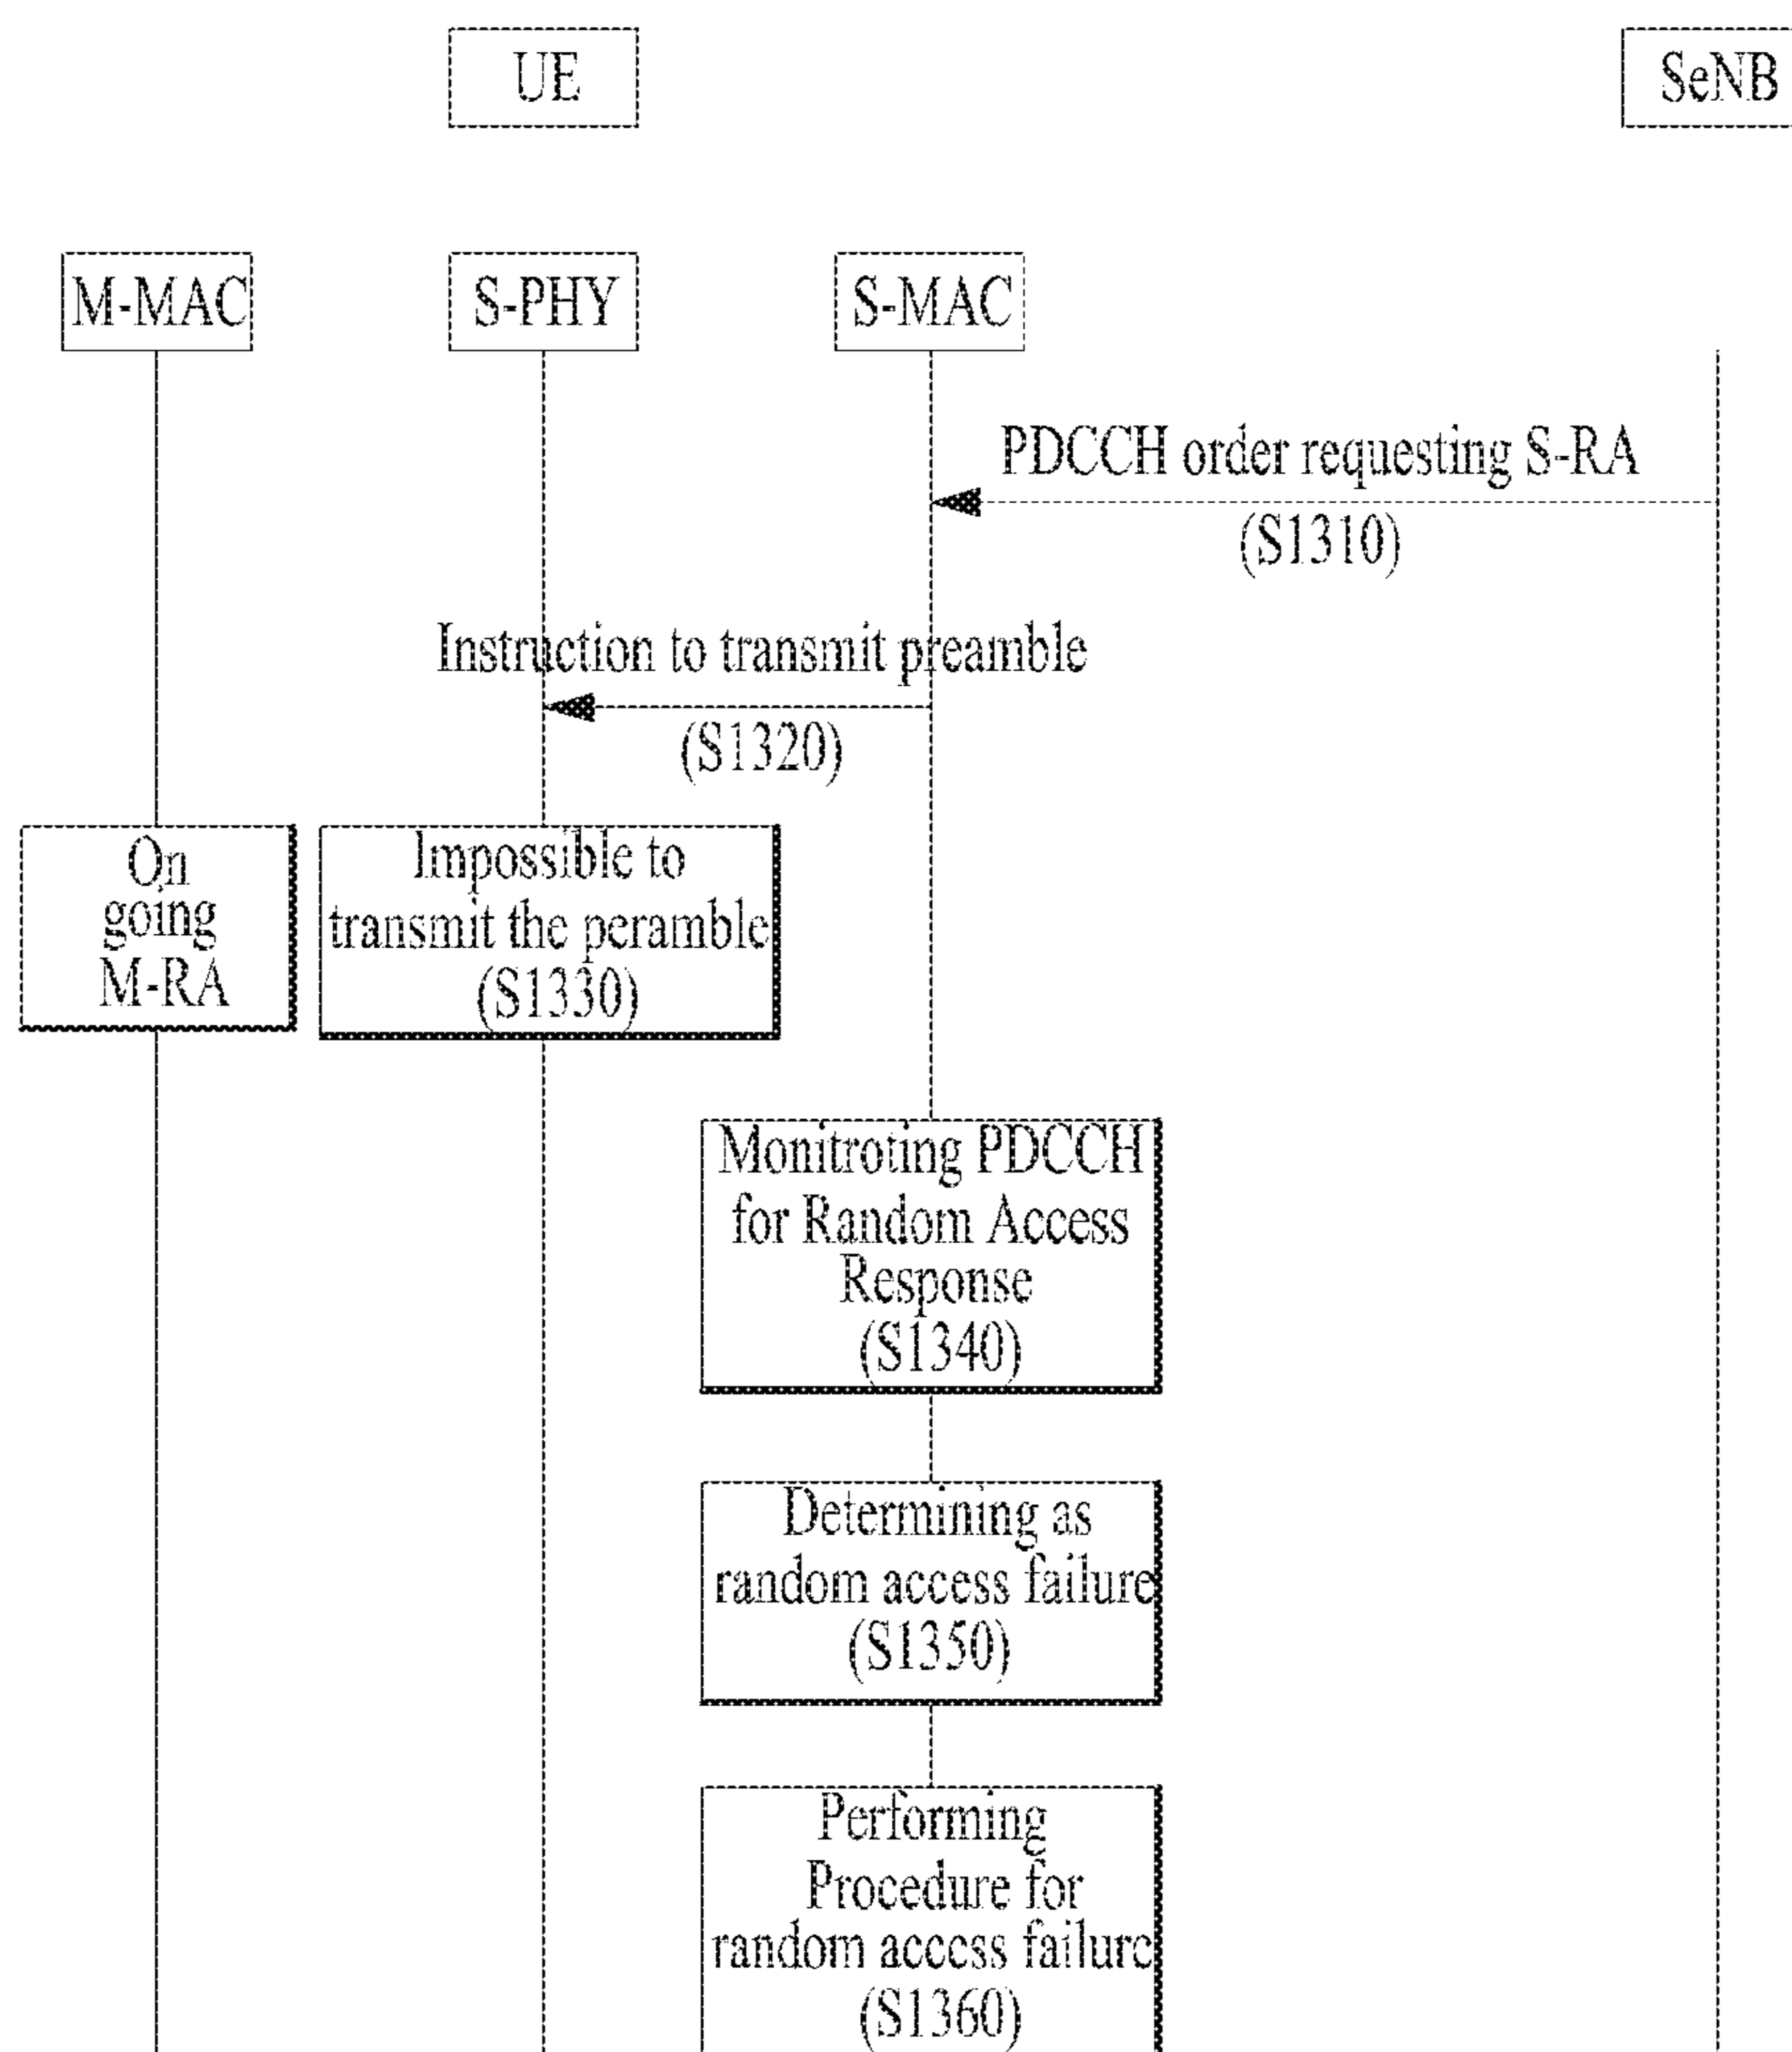 UE
SeNB
M-MAC
S-PHY
S-MAC
PDCCH order requesting S-RA
(S1310)
Instruction to transmit preamble
(S1320)
On
going
M-RA
Impossible to
transmit the peramble
(S1330)
Monitroting PDCCH
for Random Access
Response
(S1340)
Determining as
random access failure
(S1350)
Performing
Procedure for
random access failure
(S1360)